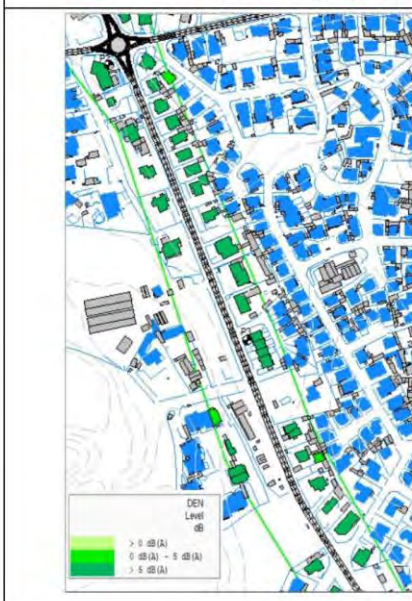 DEN
Level
dB
> 0 dB(A)
0 dB(A) - 5 dB(A)
> 5 dB(A)